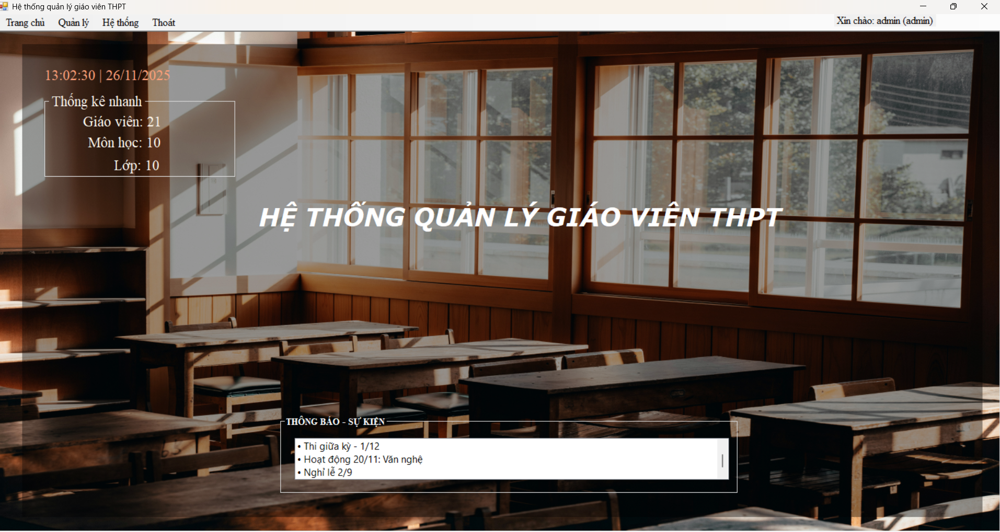 Hệ thống quản lý giáo viên THPT
Trang chủ Quản lý Hệ thống Thoát Xin chào: admin (admin)
13:02:30 | 26/11/2025
Thống kê nhanh
Giáo viên: 21
Môn học: 10
Lớp: 10
HỆ THỐNG QUẢN LÝ GIÁO VIÊN THPT
THÔNG BÁO - SỰ KIỆN
• Thi giữa kỳ - 1/12
• Hoạt động 20/11: Văn nghệ
• Nghỉ lễ 2/9